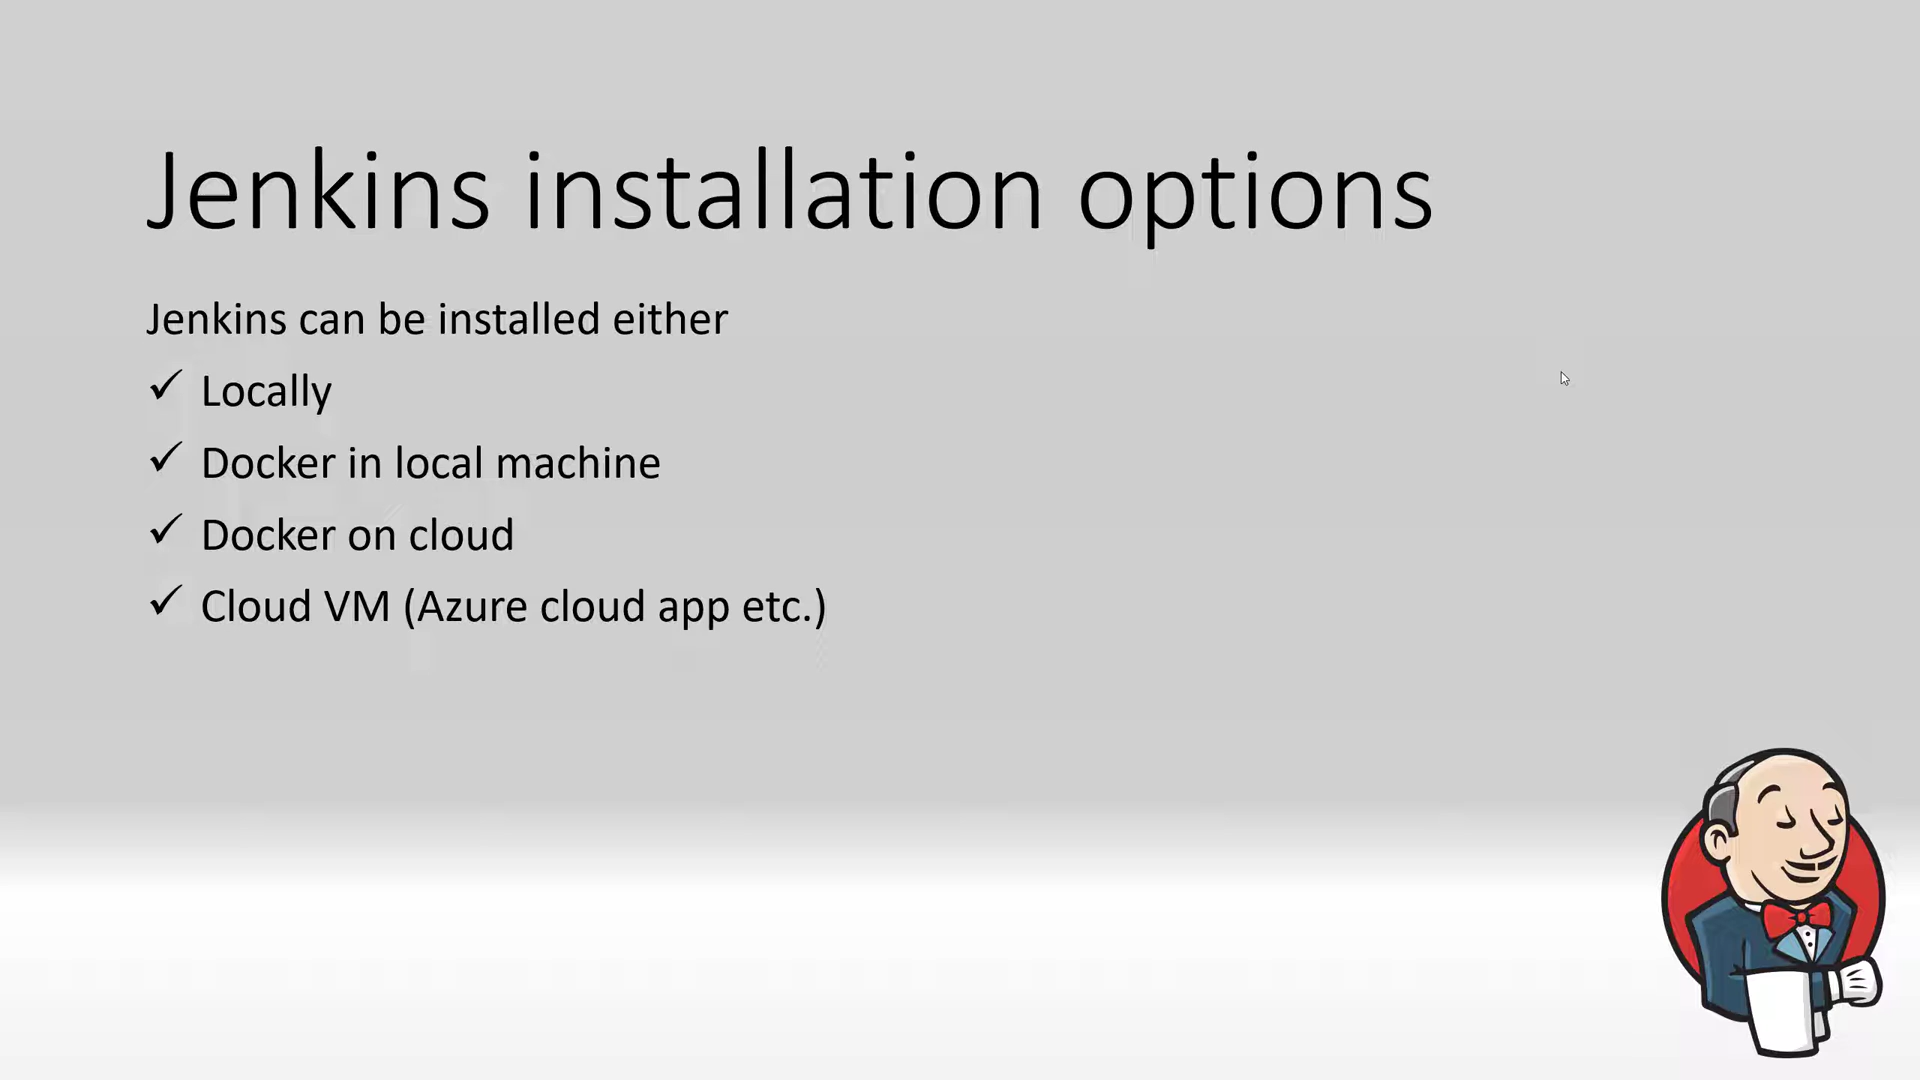 Jenkins installation options
Jenkins can be installed either
✓ Locally
✓ Docker in local machine
✓ Docker on cloud
✓ Cloud VM (Azure cloud app etc.)